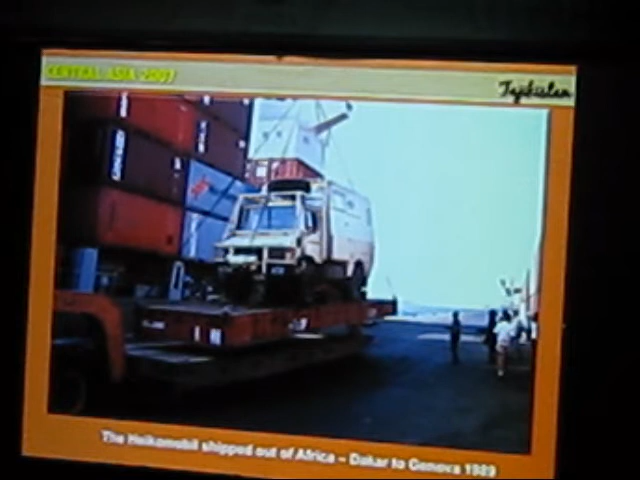 CENTRAL ASIA 2007
Tajikistan
The Heikomobil shipped out of Africa – Dakar to Genova 1989